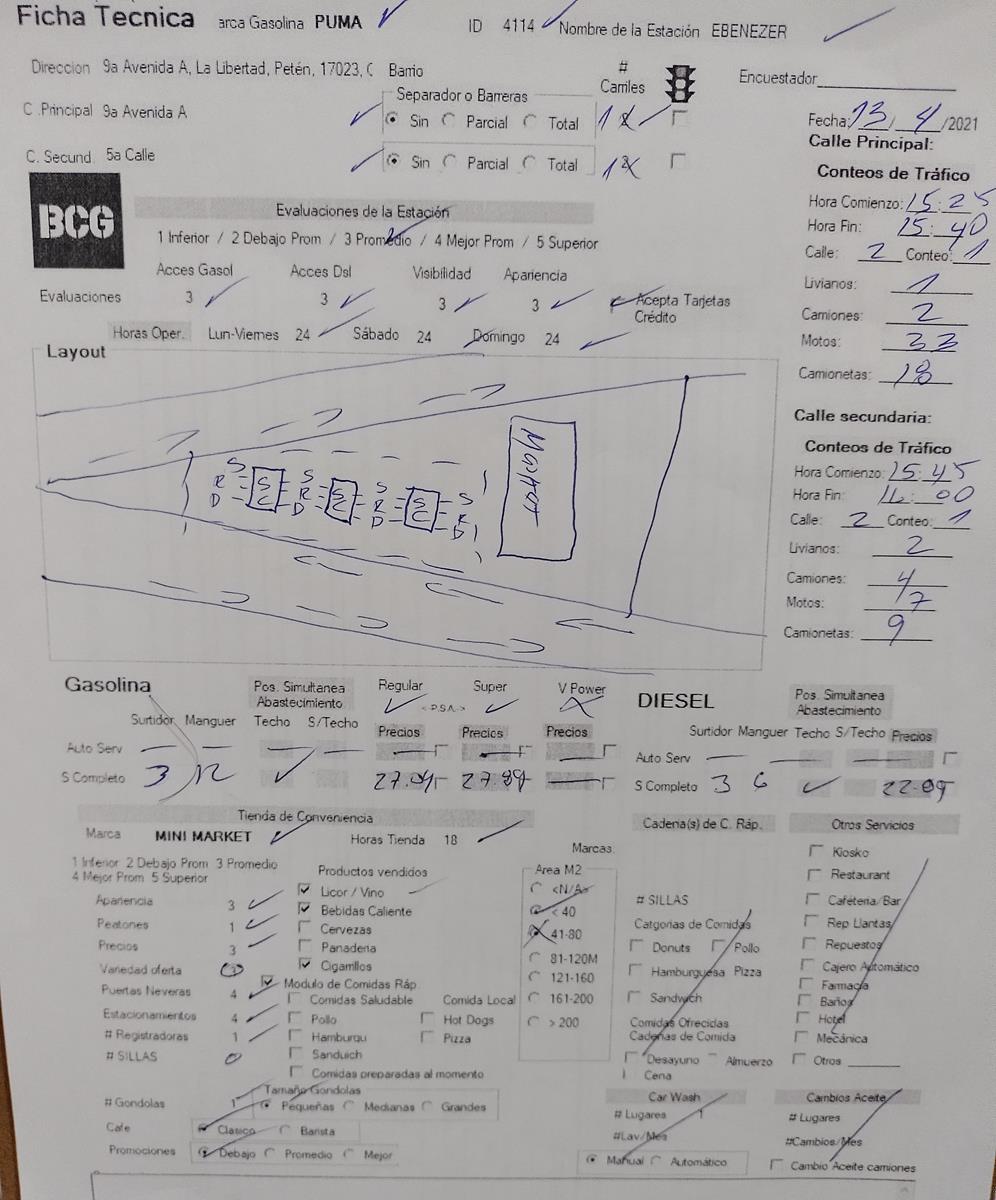 Ficha Tecnica arca Gasolina PUMA ID 4114 Nombre de la Estación EBENEZER
Direccion 9a Avenida A, La Libertad, Petén, 17023, C Barrio # Carriles Encuestador
Separador o Barreras
C .Principal 9a Avenida A Sin Parcial Total 1 Fecha: 13/4/2021
C. Secund. 5a Calle Sin Parcial Total 1
Calle Principal:
Conteos de Tráfico
Hora Comienzo: 15:25
Hora Fin: 15:40
Calle: 2 Conteo: 1
Livianos: 1
Camiones: 2
Motos: 33
Camionetas: 18
BCG
Evaluaciones de la Estación
1 Inferior / 2 Debajo Prom / 3 Promedio / 4 Mejor Prom / 5 Superior
Acces Gasol Acces Dsl Visibilidad Apariencia
Evaluaciones 3 3 3 3 Acepta Tarjetas Crédito
Horas Oper. Lun-Viernes 24 Sábado 24 Domingo 24
Calle secundaria:
Conteos de Tráfico
Hora Comienzo: 15:45
Hora Fin: 16:00
Calle: 2 Conteo: 1
Livianos: 2
Camiones: 4
Motos: 17
Camionetas: 9
Layout
S R D SC S R D SC S R D SC S R D
Gasolina Pos. Simultanea Abastecimiento Regular Super V Power
<-P.S.A.->
Surtidor Manguer Techo S/Techo Precios Precios Precios
Auto Serv
S Completo 3 12
DIESEL Pos. Simultanea Abastecimiento
Surtidor Manguer Techo S/Techo Precios
Auto Serv
S Completo 3 6 22.09
Tienda de Conveniencia
Marca MINI MARKET Horas Tienda 18
1 Inferior 2 Debajo Prom 3 Promedio
4 Mejor Prom 5 Superior
Apariencia 3
Peatones 1
Precios 3
Variedad oferta 3
Puertas Neveras 4
Estacionamientos 4
# Registradoras 1
# SILLAS 0
# Gondolas 1 Tamaño Gondolas Pequeñas Medianas Grandes
Cafe Clasico Barista
Promociones Debajo Promedio Mejor
Productos vendidos
Licor / Vino
Bebidas Caliente
Cervezas
Panaderia
Cigarrillos
Modulo de Comidas Ráp
Comidas Saludable Comida Local
Pollo Hot Dogs
Hamburgu Pizza
Sanduich
Comidas preparadas al momento
Marcas:
Area M2
<N/A>
< 40
41-80
81-120M
121-160
161-200
> 200
Cadena(s) de C. Ráp.
# SILLAS
Catgorias de Comidas
Donuts Pollo
Hamburguesa Pizza
Sandwich
Comidas Ofrecidas
Cadenas de Comida
Desayuno Almuerzo
Cena
Car Wash
# Lugares 1
#Lav/Mes
Manual Automático
Otros Servicios
Kiosko
Restaurant
Cafeteria/Bar
Rep Llantas
Repuestos
Cajero Automático
Farmacia
Baños
Hotel
Mecánica
Otros
Cambios Aceite
# Lugares
#Cambios/Mes
Cambio Aceite camiones